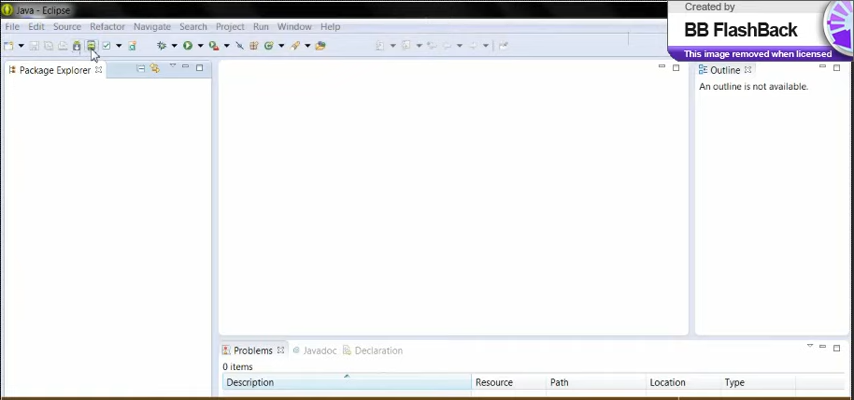 Java - Eclipse
Created by
BB FlashBack
This image removed when licensed
File Edit Source Refactor Navigate Search Project Run Window Help
Package Explorer
Outline
An outline is not available.
Problems Javadoc Declaration
0 items
Description Resource Path Location Type